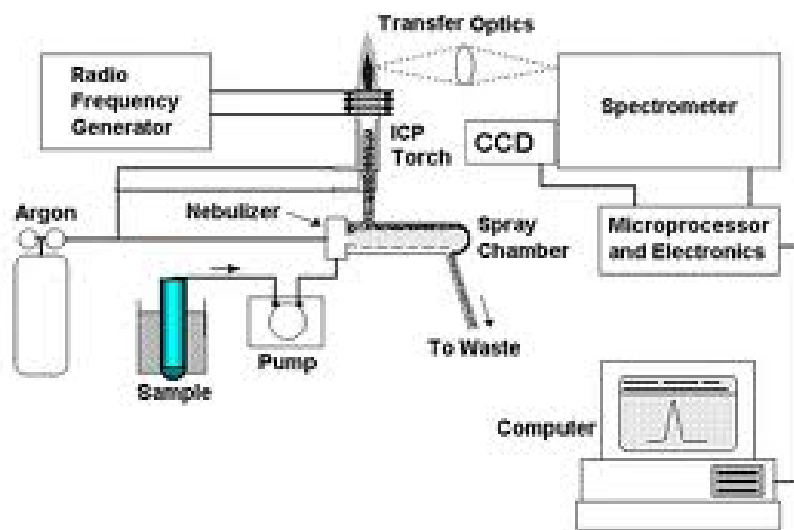 Transfer Optics
Radio
Frequency
Generator
Spectrometer
ICP
Torch
CCD
Argon
Nebulizer
Spray
Chamber
Microprocessor
and Electronics
Pump
To Waste
Sample
Computer